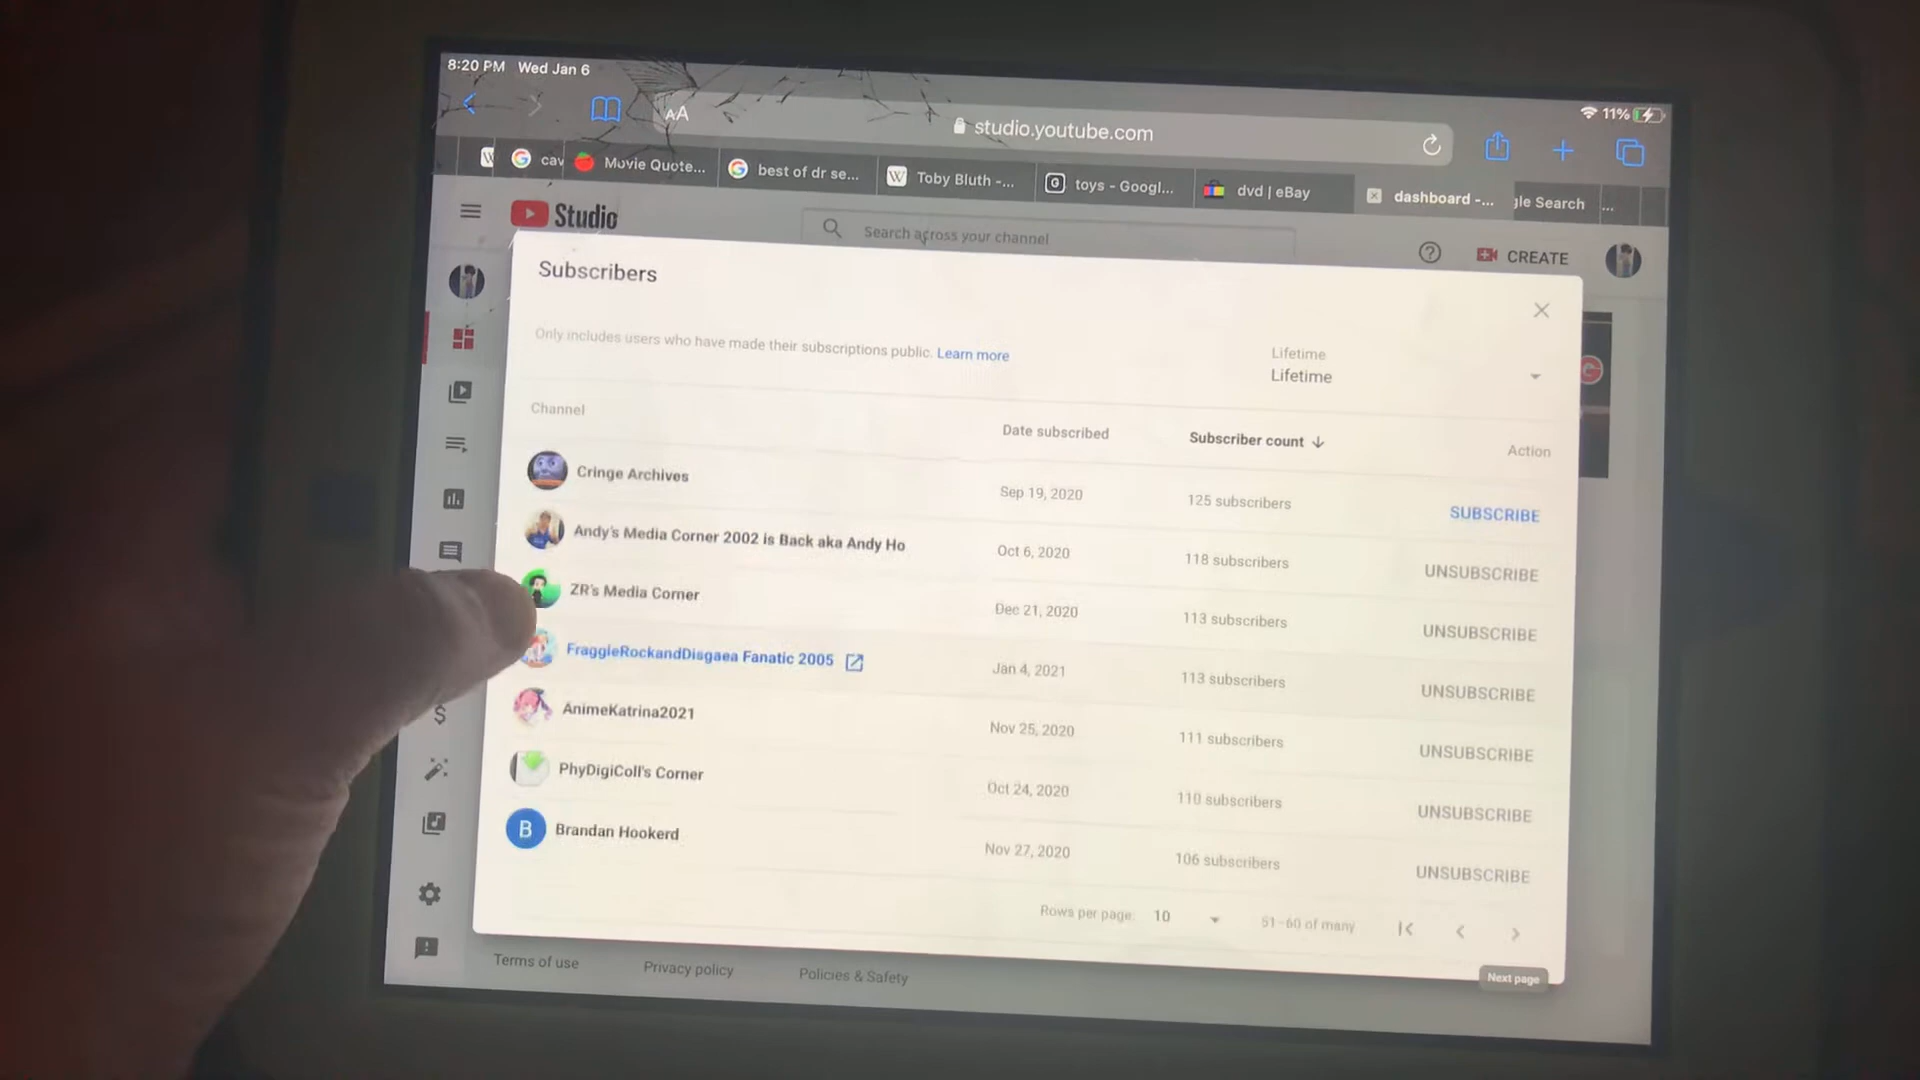 8:20 PM Wed Jan 6
11%
AA
studio.youtube.com
W
cav
Movie Quote...
best of dr se...
W
Toby Bluth -...
G
toys - Googl...
dvd | eBay
dashboard -...
gle Search
...
Studio
Search across your channel
CREATE
Subscribers
Only includes users who have made their subscriptions public. Learn more
Lifetime
Lifetime
Channel
Date subscribed
Subscriber count
Action
Cringe Archives
Sep 19, 2020
125 subscribers
SUBSCRIBE
Andy's Media Corner 2002 is Back aka Andy Ho
Oct 6, 2020
118 subscribers
UNSUBSCRIBE
ZR's Media Corner
Dec 21, 2020
113 subscribers
UNSUBSCRIBE
FraggleRockandDisgaea Fanatic 2005
Jan 4, 2021
113 subscribers
UNSUBSCRIBE
AnimeKatrina2021
Nov 25, 2020
111 subscribers
UNSUBSCRIBE
PhyDigiColl's Corner
Oct 24, 2020
110 subscribers
UNSUBSCRIBE
B
Brandan Hookerd
Nov 27, 2020
106 subscribers
UNSUBSCRIBE
Rows per page: 10
51–60 of many
Next page
Terms of use
Privacy policy
Policies & Safety